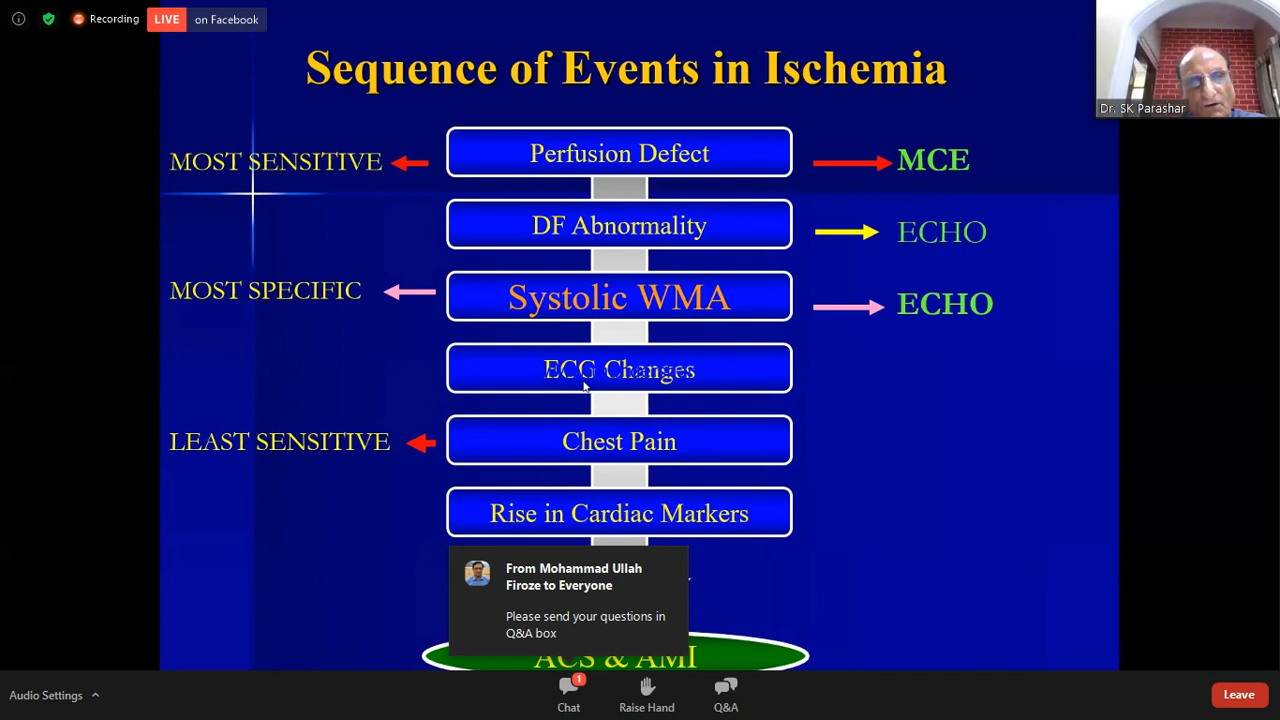 Recording LIVE on Facebook
Sequence of Events in Ischemia
Dr. SK Parashar
MOST SENSITIVE Perfusion Defect MCE
DF Abnormality ECHO
MOST SPECIFIC Systolic WMA ECHO
ECG Changes
LEAST SENSITIVE Chest Pain
Rise in Cardiac Markers
From Mohammad Ullah
Firoze to Everyone
Please send your questions in
Q&A box
ACS & AMI
Audio Settings
1
Chat Raise Hand Q&A Leave